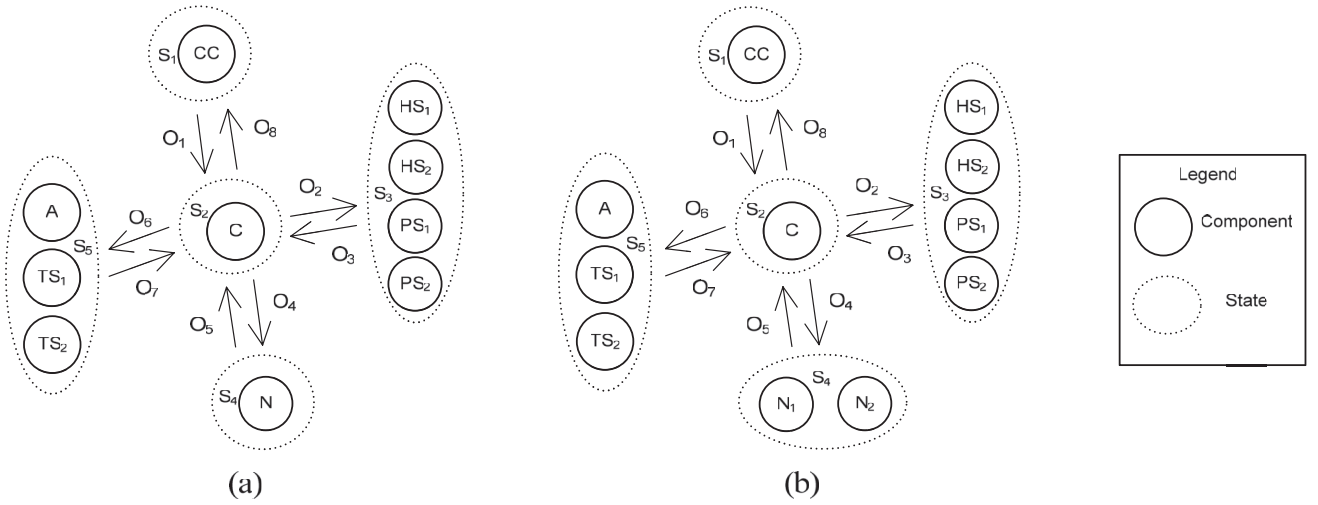 S₁ CC
O₁
O₈
HS₁
HS₂
S₃
PS₁
PS₂
O₂
O₃
S₂ C
A
S₅
TS₁
TS₂
O₆
O₇
O₅
O₄
S₄ N
(a)
S₁ CC
O₁
O₈
HS₁
HS₂
S₃
PS₁
PS₂
O₂
O₃
S₂ C
A
S₅
TS₁
TS₂
O₆
O₇
O₅
O₄
S₄
N₁ N₂
(b)
Legend
Component
State